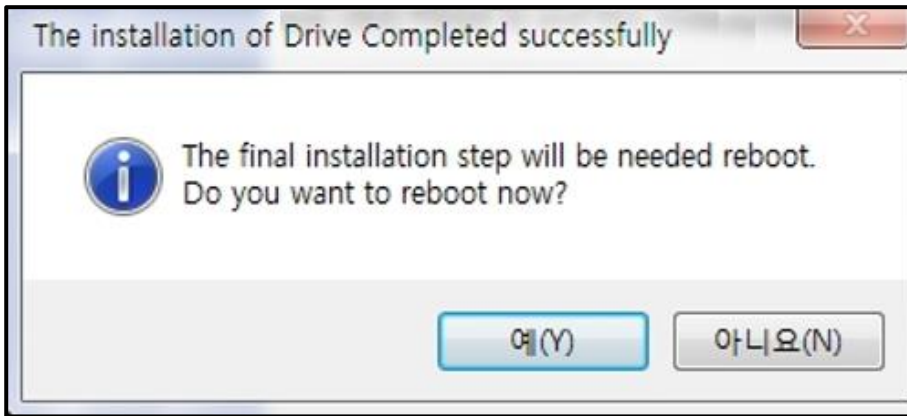 The installation of Drive Completed successfully
The final installation step will be needed reboot.
Do you want to reboot now?
예(Y)
아니요(N)